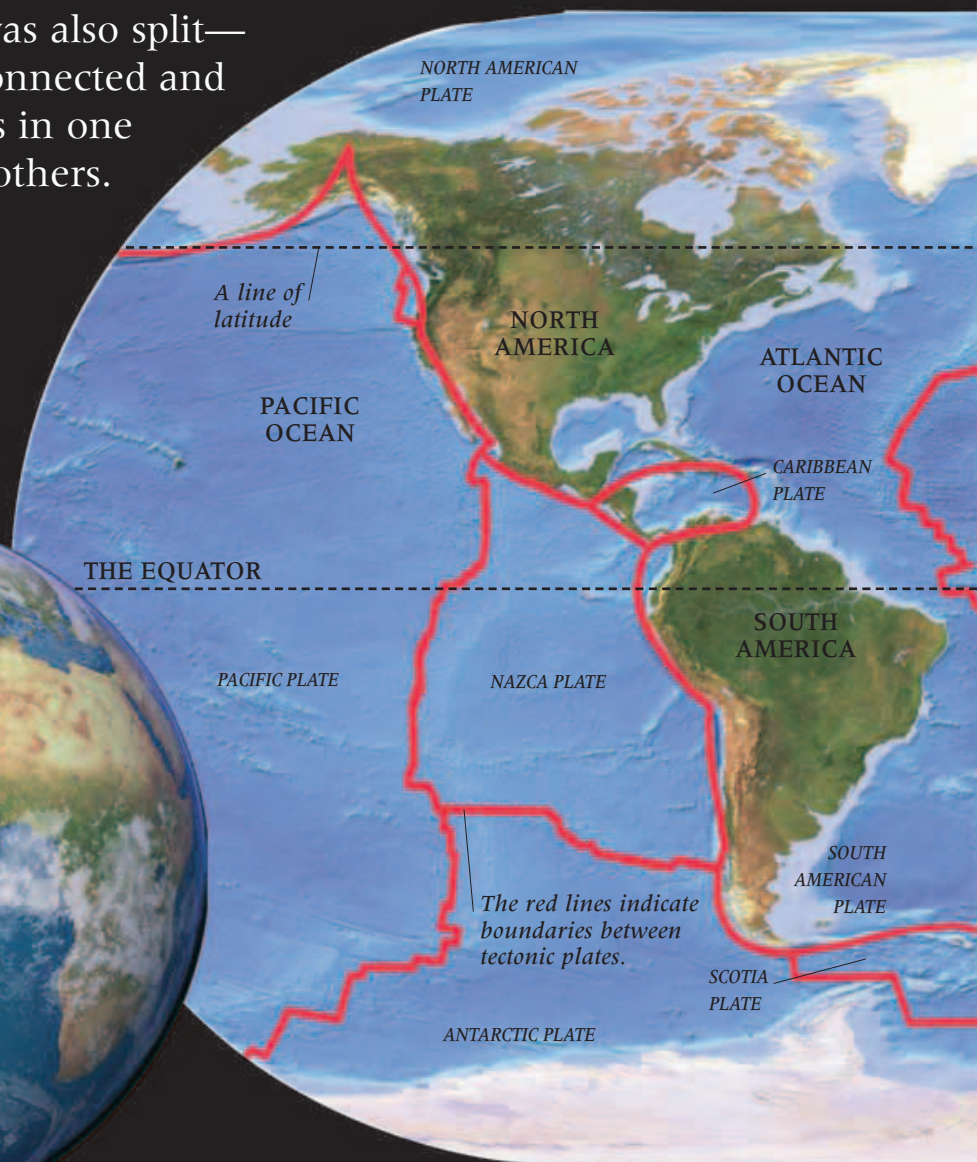 was also split—
onnected and
s in one
others.
NORTH AMERICAN
PLATE
A line of
latitude
NORTH
AMERICA
ATLANTIC
OCEAN
PACIFIC
OCEAN
CARIBBEAN
PLATE
THE EQUATOR
SOUTH
AMERICA
PACIFIC PLATE
NAZCA PLATE
SOUTH
AMERICAN
PLATE
The red lines indicate
boundaries between
tectonic plates.
SCOTIA
PLATE
ANTARCTIC PLATE